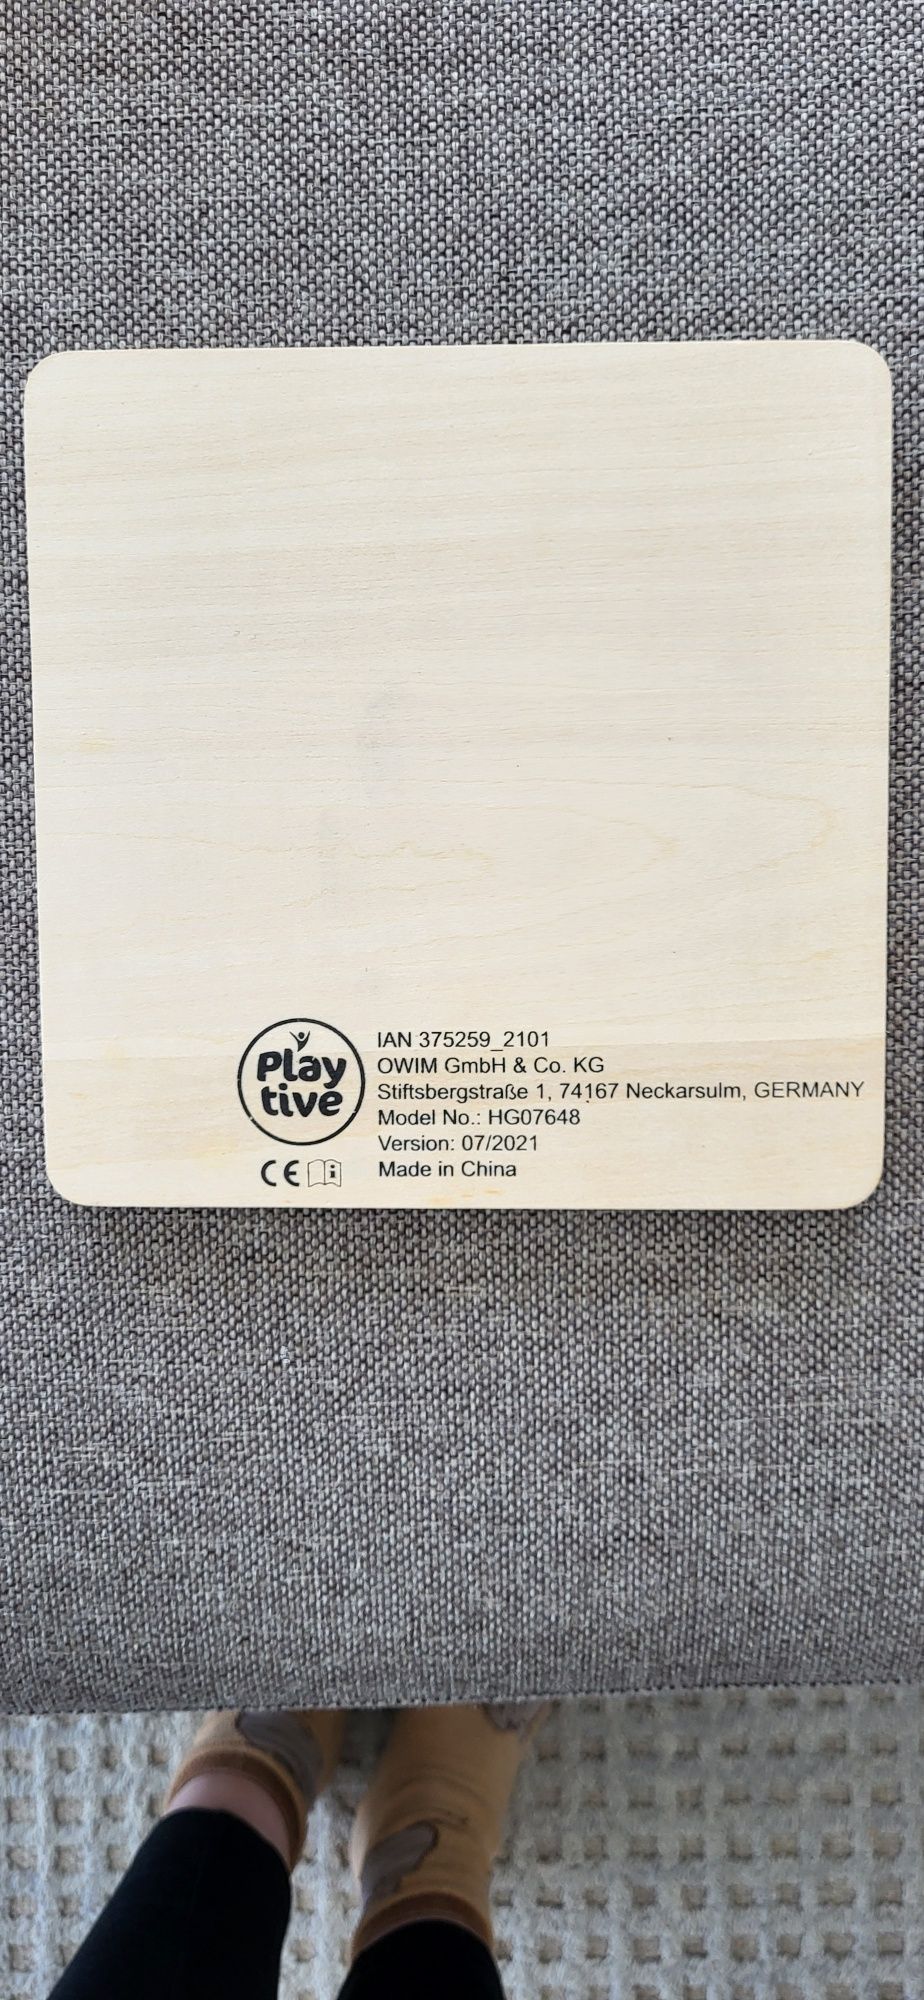 Play
tive
CE
IAN 375259_2101
OWIM GmbH & Co. KG
Stiftsbergstraße 1, 74167 Neckarsulm, GERMANY
Model No.: HG07648
Version: 07/2021
Made in China